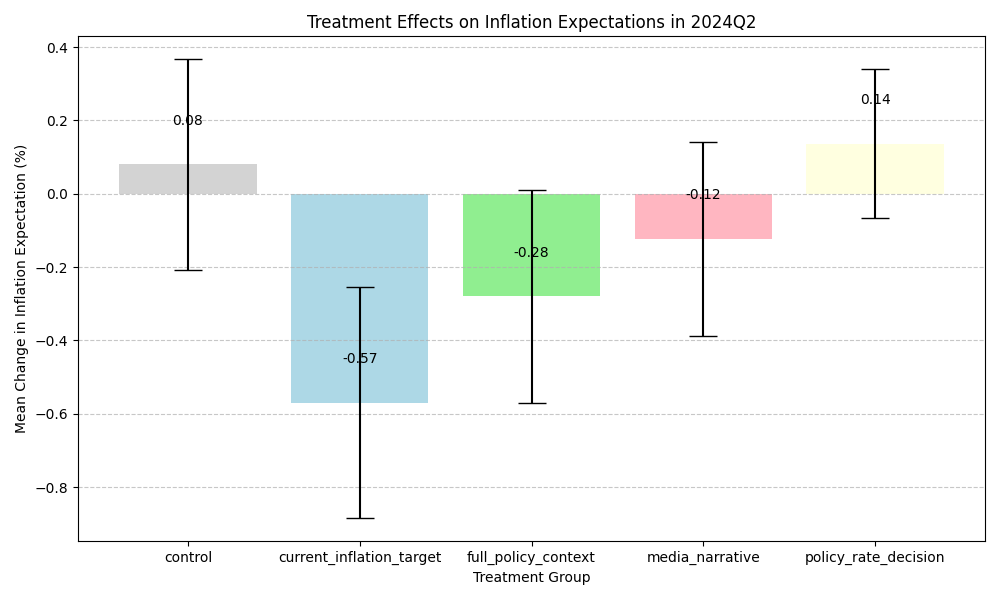 Treatment Effects on Inflation Expectations in 2024Q2
Mean Change in Inflation Expectation (%)
0.4
0.2
0.0
−0.2
−0.4
−0.6
−0.8
0.08
-0.57
-0.28
-0.12
0.14
control
current_inflation_target
full_policy_context
media_narrative
policy_rate_decision
Treatment Group